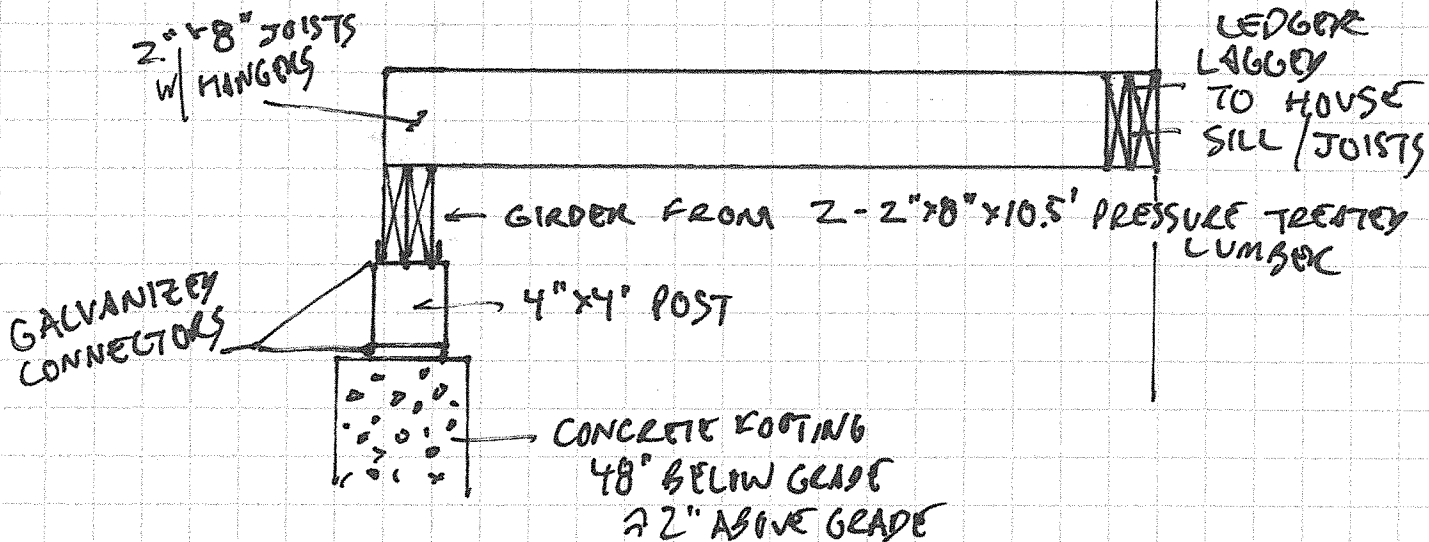 2"x8" JOISTS
W/ HANGERS
LEDGER
LAGGED
TO HOUSE
SILL / JOISTS
GIRDER FROM 2-2"x8"x10.5' PRESSURE TREATED
LUMBER
4"x4" POST
GALVANIZED
CONNECTORS
CONCRETE FOOTING
48" BELOW GRADE
2" ABOVE GRADE